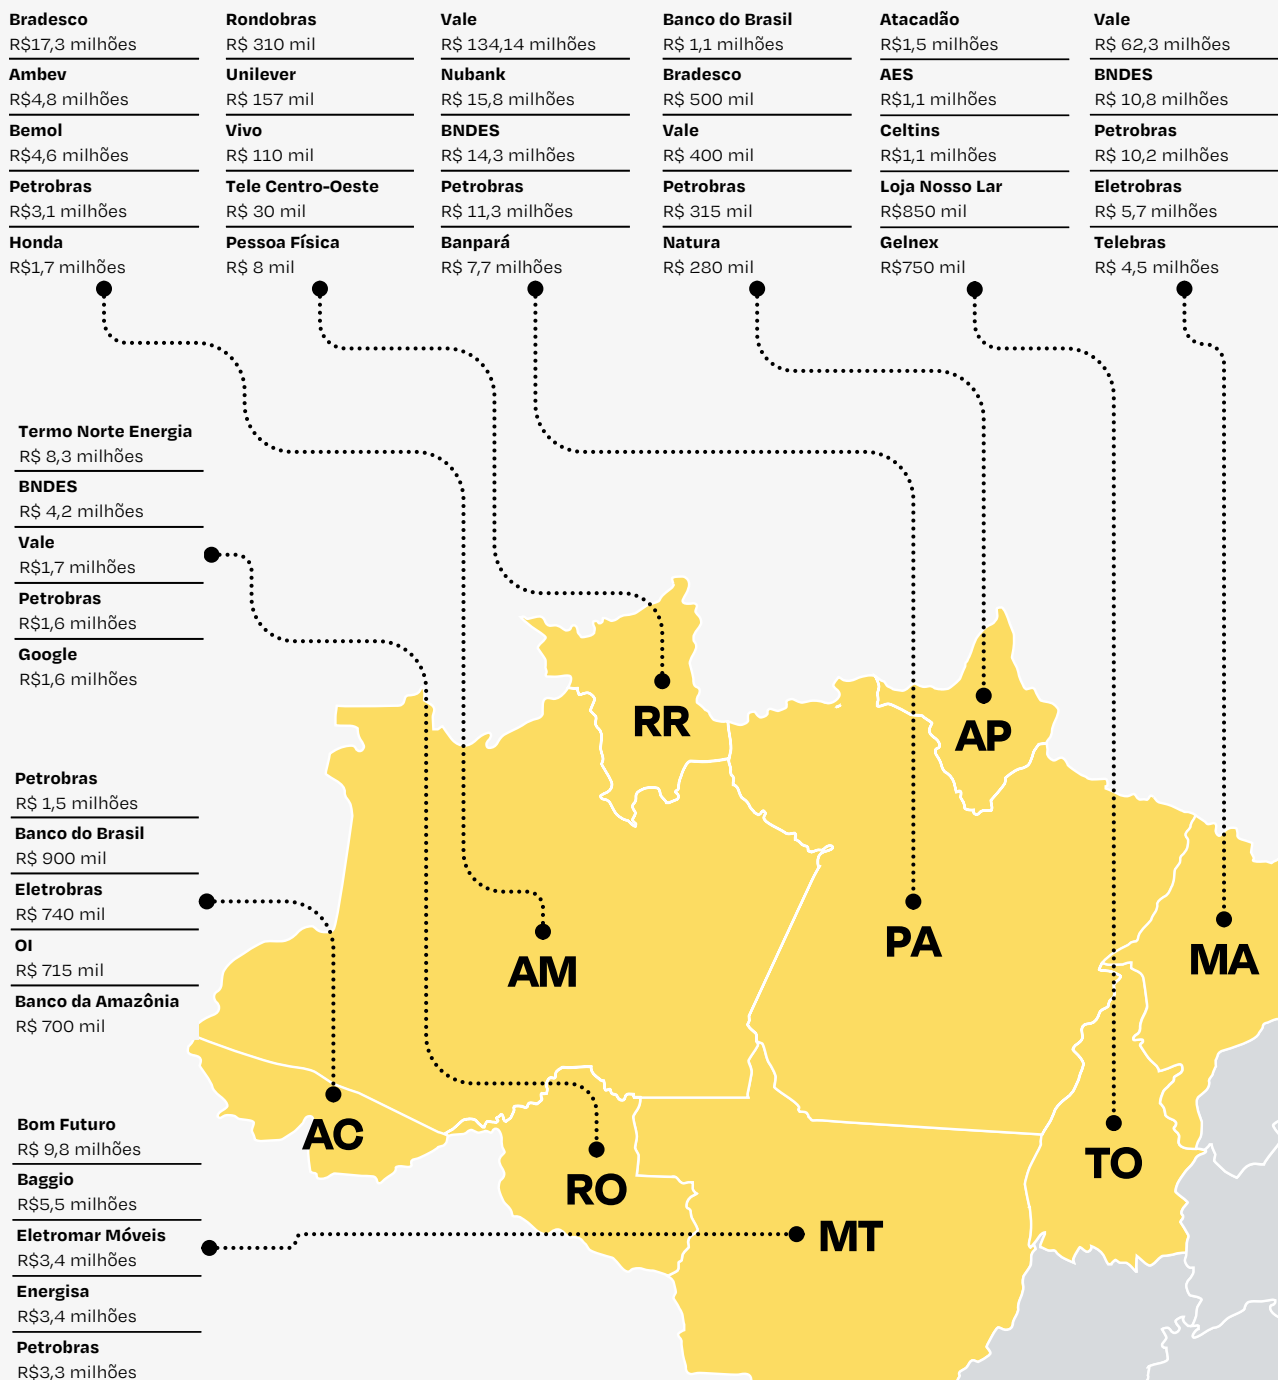 Bradesco
R$17,3 milhões
Ambev
R$4,8 milhões
Bemol
R$4,6 milhões
Petrobras
R$3,1 milhões
Honda
R$1,7 milhões
Rondobras
R$ 310 mil
Unilever
R$ 157 mil
Vivo
R$ 110 mil
Tele Centro-Oeste
R$ 30 mil
Pessoa Física
R$ 8 mil
Vale
R$ 134,14 milhões
Nubank
R$ 15,8 milhões
BNDES
R$ 14,3 milhões
Petrobras
R$ 11,3 milhões
Banpará
R$ 7,7 milhões
Banco do Brasil
R$ 1,1 milhões
Bradesco
R$ 500 mil
Vale
R$ 400 mil
Petrobras
R$ 315 mil
Natura
R$ 280 mil
Atacadão
R$1,5 milhões
AES
R$1,1 milhões
Celtins
R$1,1 milhões
Loja Nosso Lar
R$850 mil
Gelnex
R$750 mil
Vale
R$ 62,3 milhões
BNDES
R$ 10,8 milhões
Petrobras
R$ 10,2 milhões
Eletrobras
R$ 5,7 milhões
Telebras
R$ 4,5 milhões
Termo Norte Energia
R$ 8,3 milhões
BNDES
R$ 4,2 milhões
Vale
R$1,7 milhões
Petrobras
R$1,6 milhões
Google
R$1,6 milhões
Petrobras
R$ 1,5 milhões
Banco do Brasil
R$ 900 mil
Eletrobras
R$ 740 mil
OI
R$ 715 mil
Banco da Amazônia
R$ 700 mil
Bom Futuro
R$ 9,8 milhões
Baggio
R$5,5 milhões
Eletromar Móveis
R$3,4 milhões
Energisa
R$3,4 milhões
Petrobras
R$3,3 milhões
RR
AP
PA
MA
AM
AC
RO
TO
MT